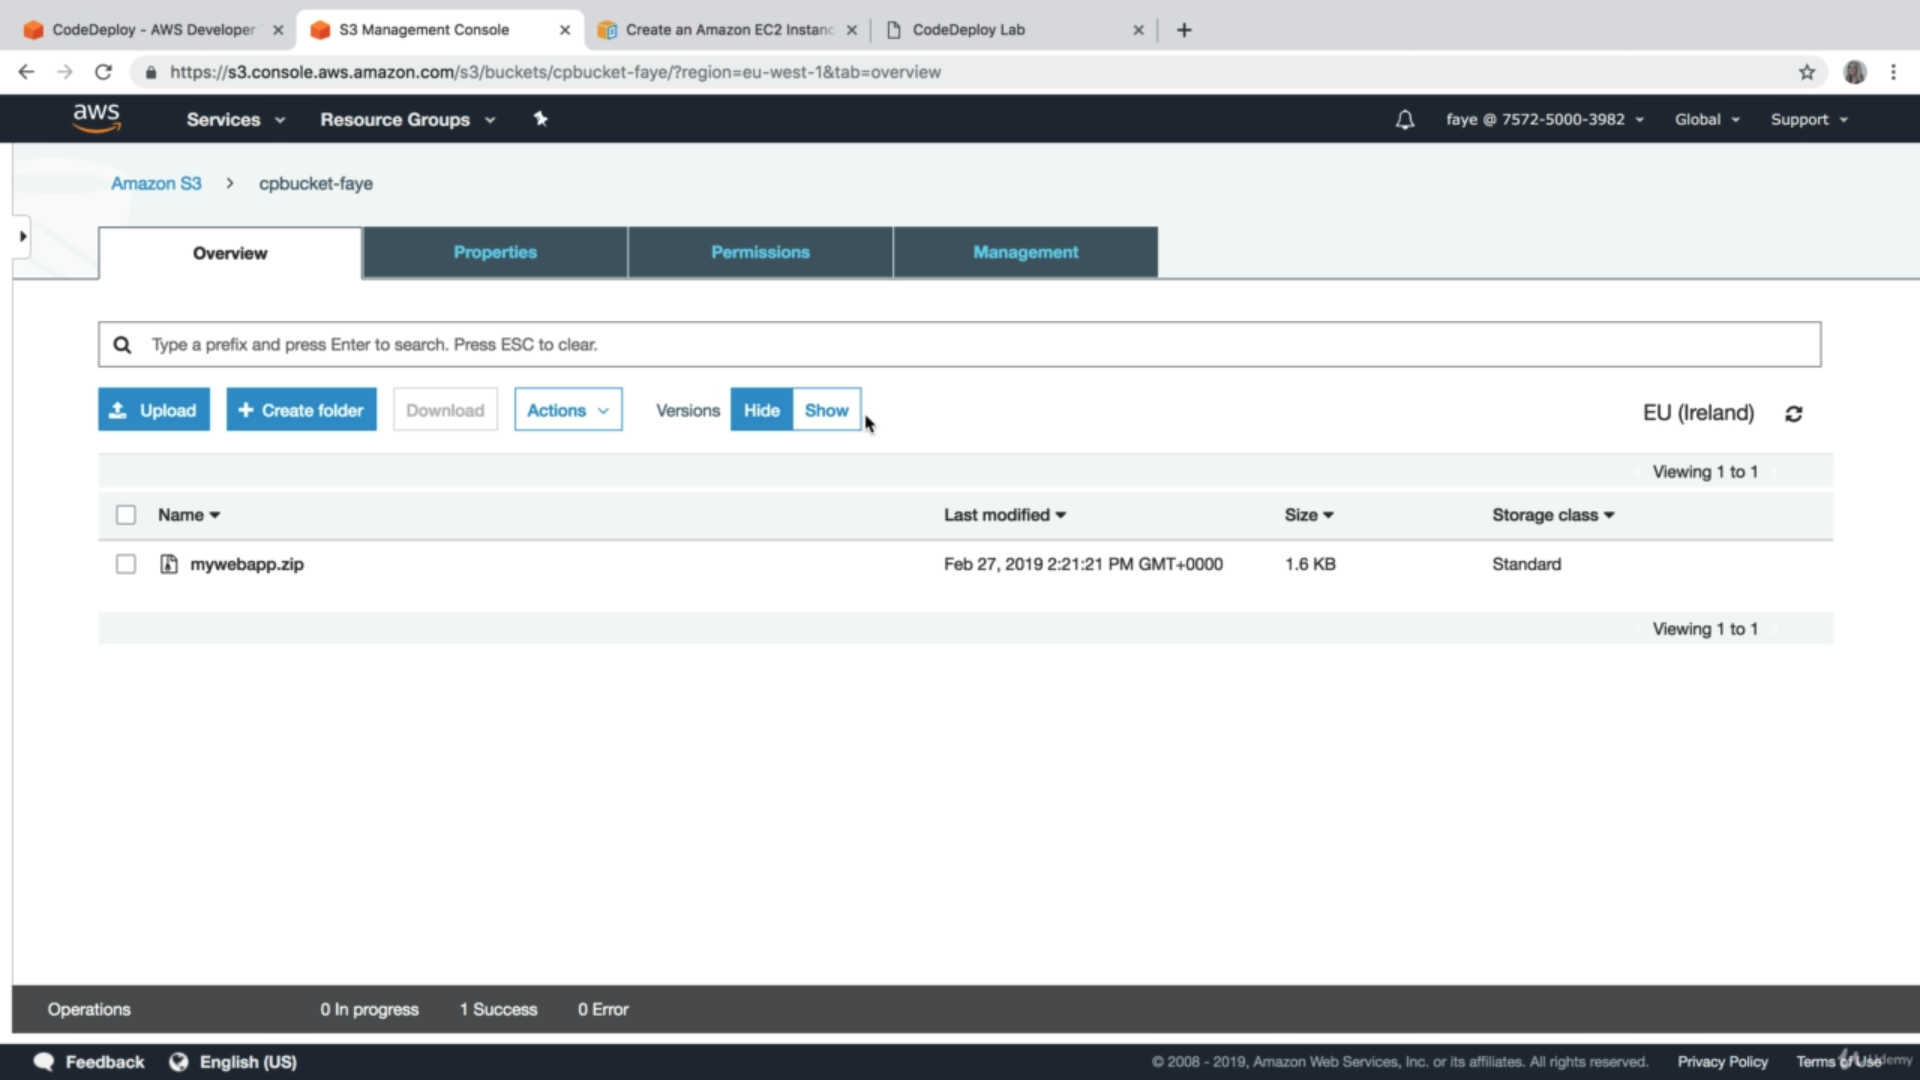 CodeDeploy - AWS Developer
S3 Management Console
Create an Amazon EC2 Instanc
CodeDeploy Lab
https://s3.console.aws.amazon.com/s3/buckets/cpbucket-faye/?region=eu-west-1&tab=overview
aws
Services
Resource Groups
faye @ 7572-5000-3982
Global
Support
Amazon S3 > cpbucket-faye
Overview
Properties
Permissions
Management
Type a prefix and press Enter to search. Press ESC to clear.
Upload
+ Create folder
Download
Actions
Versions
Hide
Show
EU (Ireland)
Viewing 1 to 1
Name
Last modified
Size
Storage class
mywebapp.zip
Feb 27, 2019 2:21:21 PM GMT+0000
1.6 KB
Standard
Viewing 1 to 1
Operations
0 In progress
1 Success
0 Error
Feedback
English (US)
© 2008 - 2019, Amazon Web Services, Inc. or its affiliates. All rights reserved.
Privacy Policy
Terms of Use
Udemy